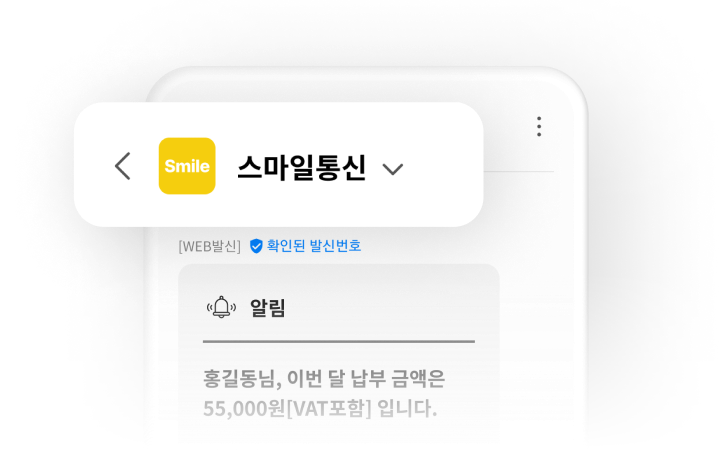 Smile 스마일통신
[WEB발신] 확인된 발신번호
알림
홍길동님, 이번 달 납부 금액은
55,000원[VAT포함] 입니다.